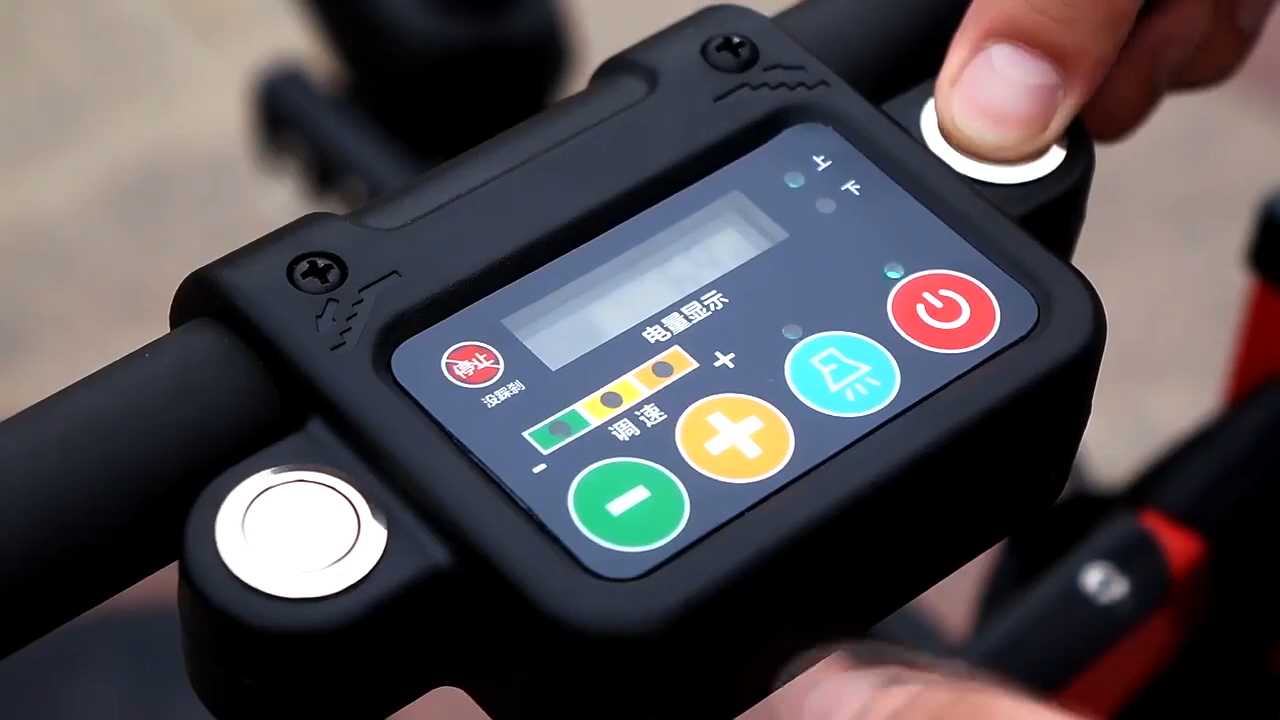 上
下
电量显示
停止
没踩刹
+
调速
-